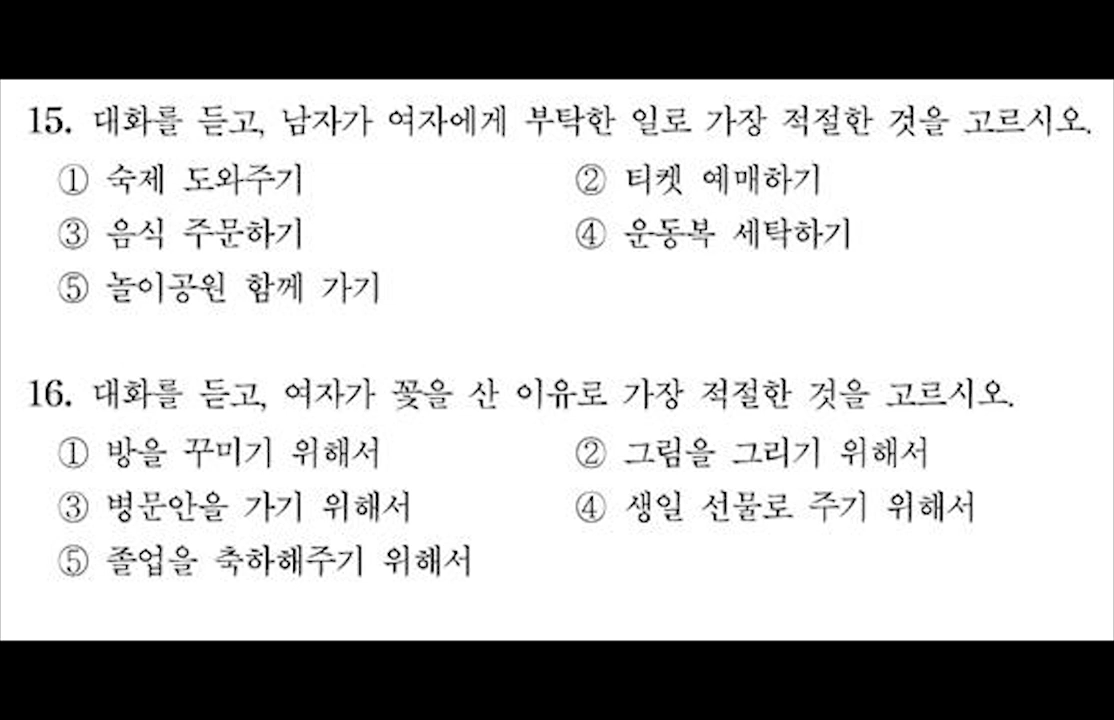 15. 대화를 듣고, 남자가 여자에게 부탁한 일로 가장 적절한 것을 고르시오.
① 숙제 도와주기 ② 티켓 예매하기
③ 음식 주문하기 ④ 운동복 세탁하기
⑤ 놀이공원 함께 가기
16. 대화를 듣고, 여자가 꽃을 산 이유로 가장 적절한 것을 고르시오.
① 방을 꾸미기 위해서 ② 그림을 그리기 위해서
③ 병문안을 가기 위해서 ④ 생일 선물로 주기 위해서
⑤ 졸업을 축하해주기 위해서